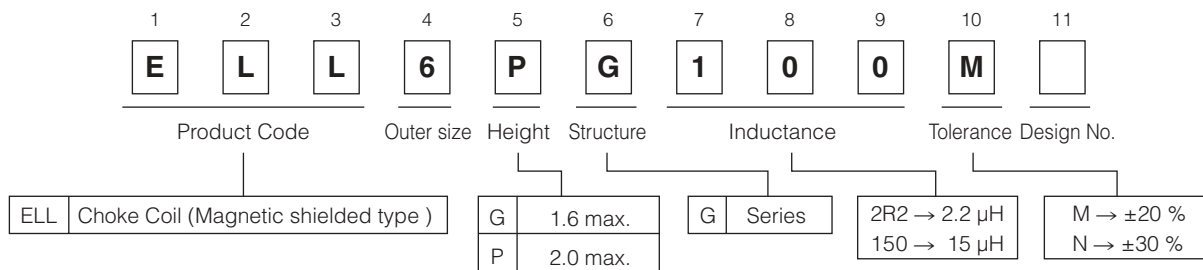 1 2 3 4 5 6 7 8 9 10 11
E L L 6 P G 1 0 0 M
Product Code Outer size Height Structure Inductance Tolerance Design No.
ELL Choke Coil (Magnetic shielded type )
G 1.6 max.
P 2.0 max.
G Series
2R2 → 2.2 µH
150 → 15 µH
M → ±20 %
N → ±30 %